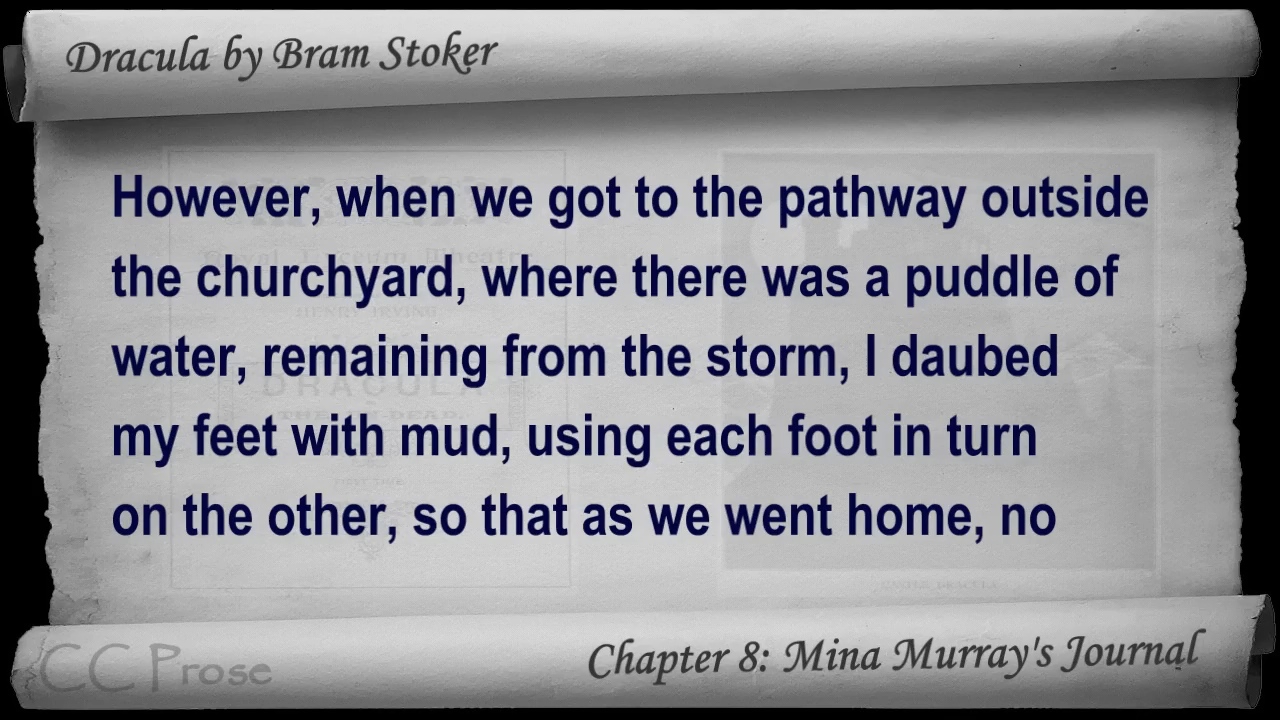 Dracula by Bram Stoker
However, when we got to the pathway outside
the churchyard, where there was a puddle of
water, remaining from the storm, I daubed
my feet with mud, using each foot in turn
on the other, so that as we went home, no
CC Prose
Chapter 8: Mina Murray's Journal